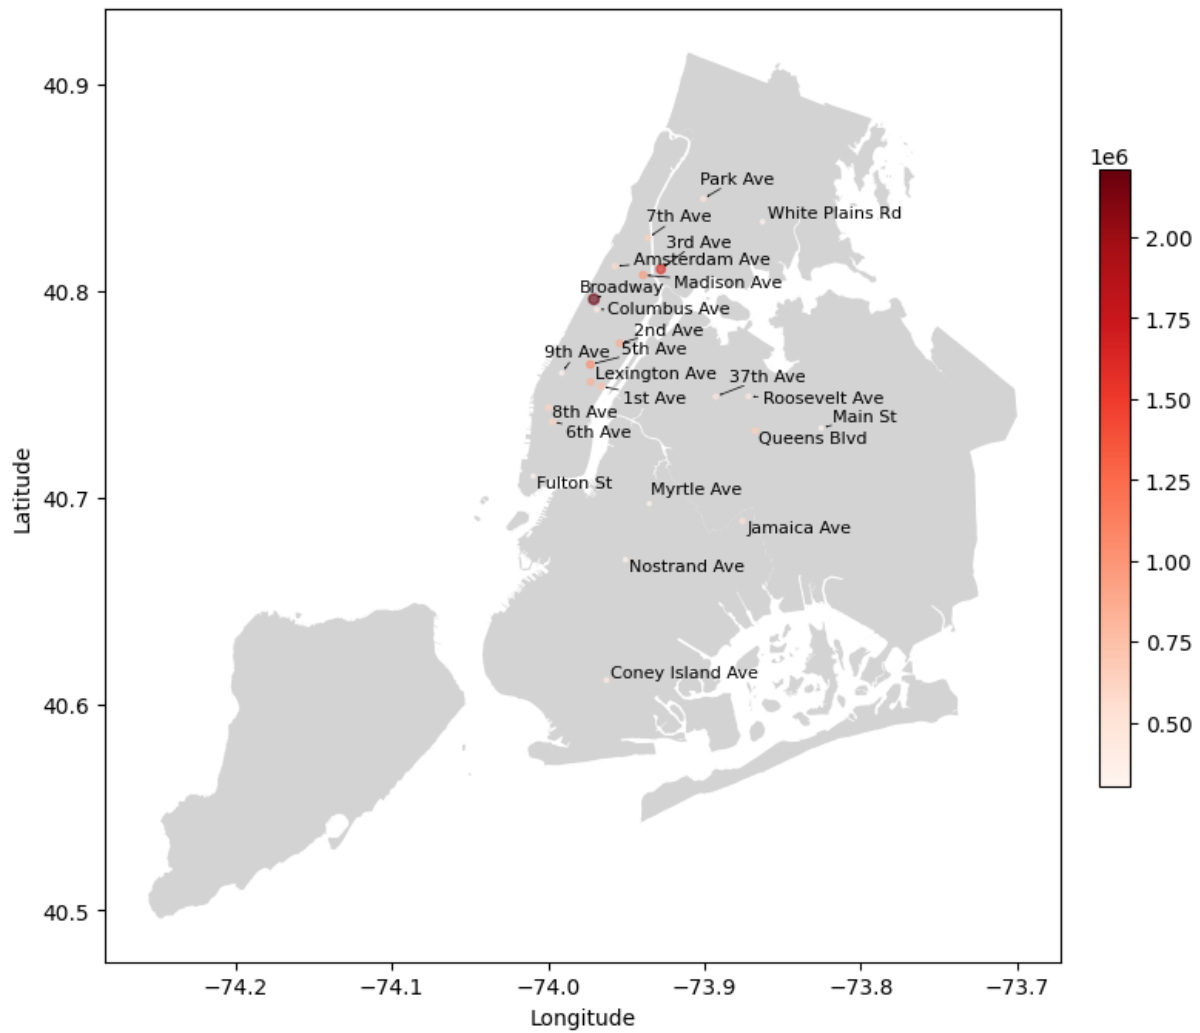 40.9
1e6
Park Ave
White Plains Rd
7th Ave
2.00
3rd Ave
Amsterdam Ave
Madison Ave
40.8
Broadway
Columbus Ave
1.75
2nd Ave
5th Ave
9th Ave
Lexington Ave
37th Ave
1st Ave
Roosevelt Ave
1.50
8th Ave
Main St
6th Ave
Queens Blvd
Latitude
Fulton St
Myrtle Ave
1.25
40.7
Jamaica Ave
Nostrand Ave
1.00
0.75
Coney Island Ave
40.6
0.50
40.5
−74.2
−74.1
−74.0
−73.9
−73.8
−73.7
Longitude